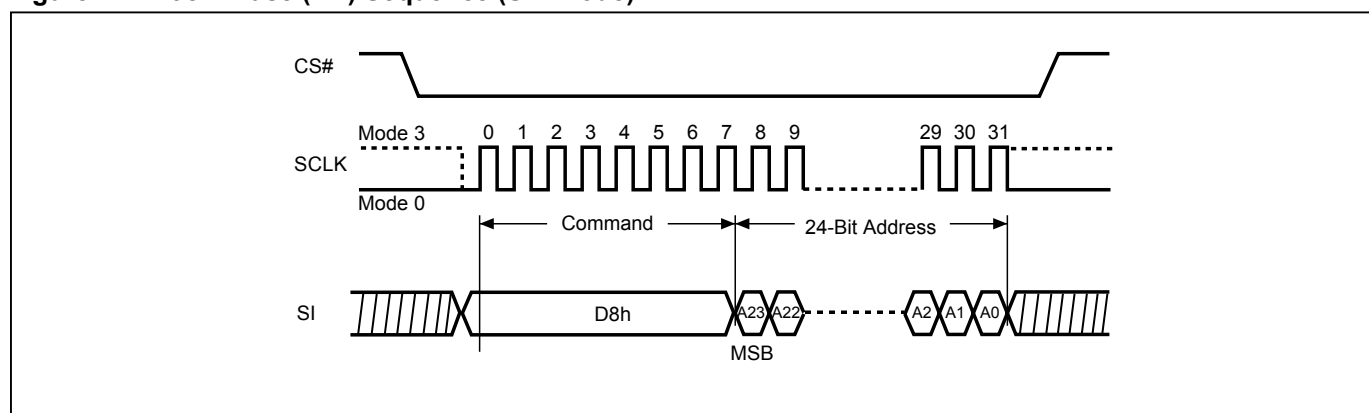 CS#
Mode 3
0 1 2 3 4 5 6 7 8 9 29 30 31
SCLK
Mode 0
Command 24-Bit Address
SI D8h A23 A22 A2 A1 A0
MSB